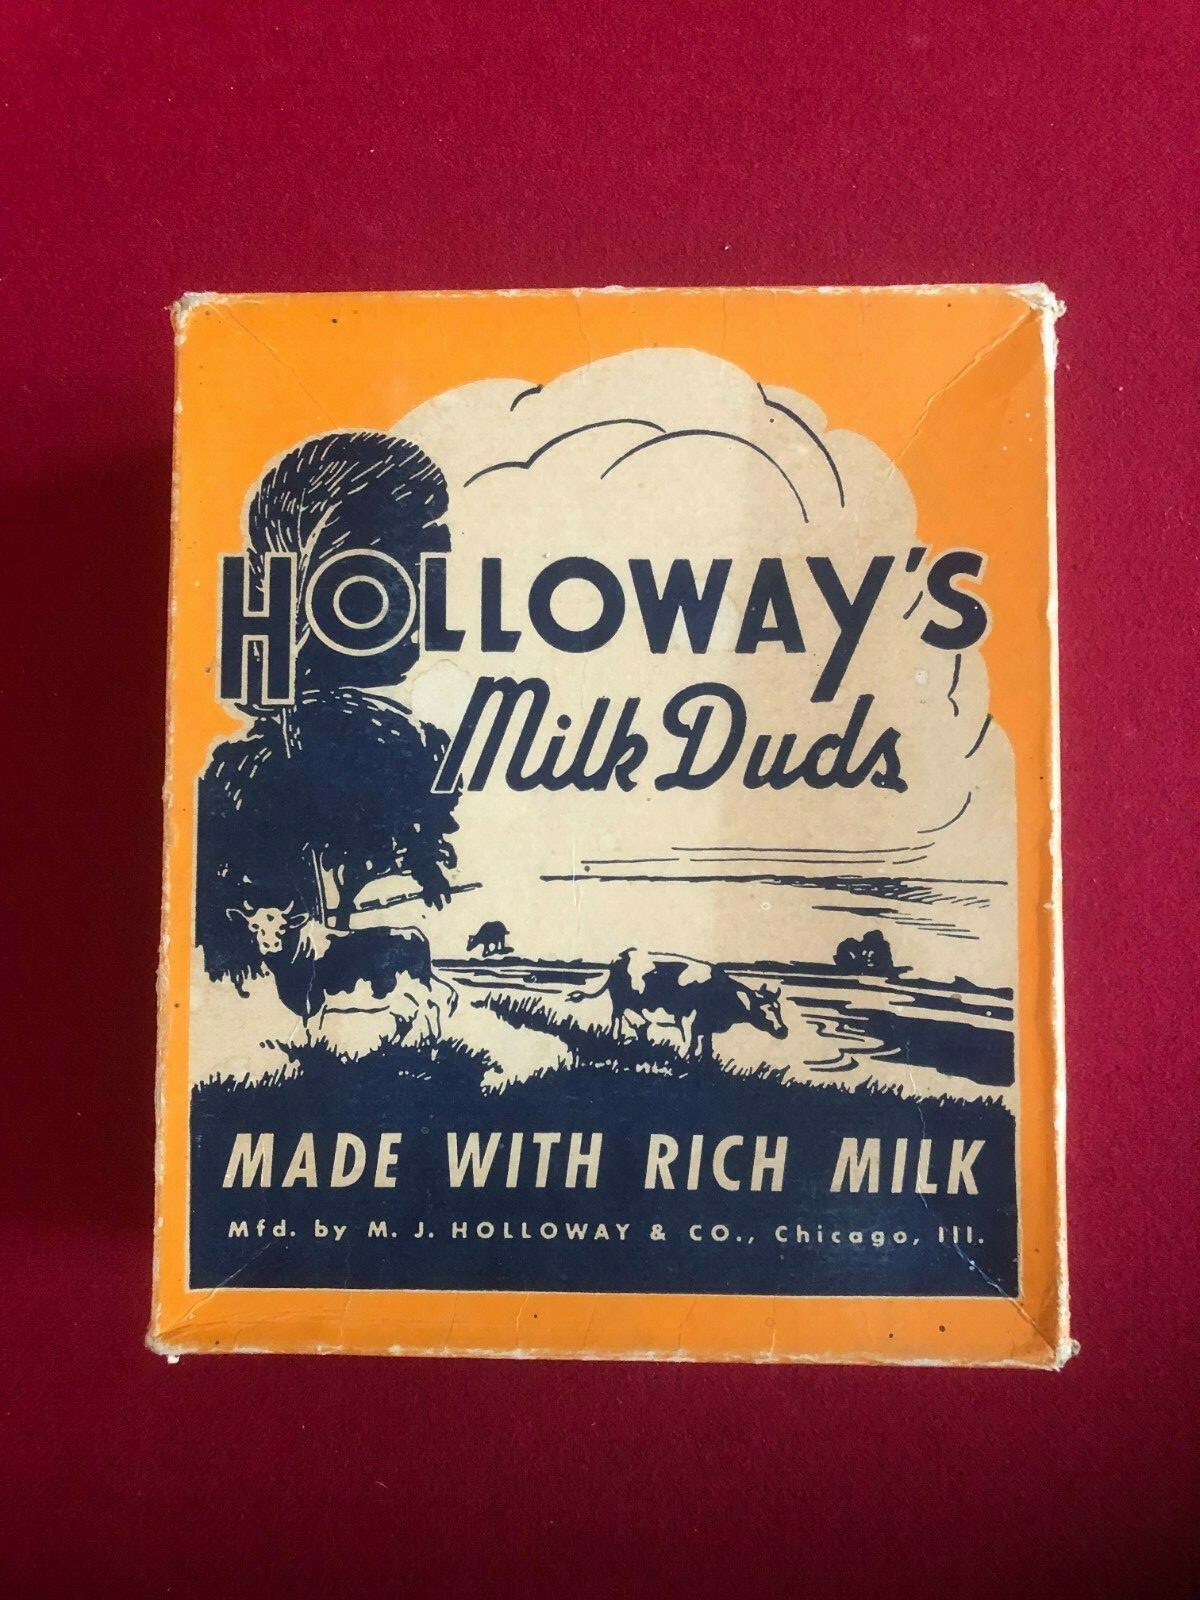 HOLLOWAY'S
Milk Duds
MADE WITH RICH MILK
Mfd. by M. J. HOLLOWAY & CO., Chicago, Ill.